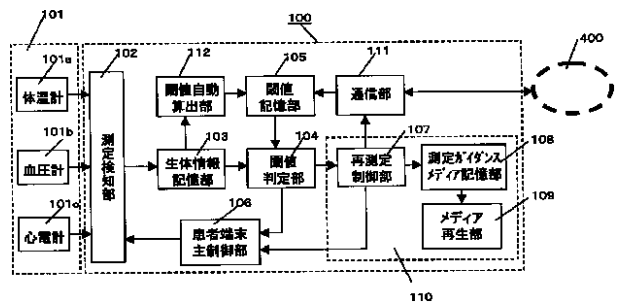 101
100
102
112
105
111
400
101a
体温計
閾値自動
算出部
閾値
記憶部
通信部
101b
血圧計
測定検知部
103
生体情報
記憶部
104
閾値
判定部
107
再測定
制御部
108
測定ガイダンス
メディア記憶部
101c
心電計
106
患者端末
主制御部
109
メディア
再生部
110